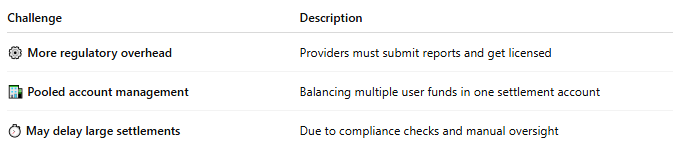 Challenge Description
More regulatory overhead Providers must submit reports and get licensed
Pooled account management Balancing multiple user funds in one settlement account
May delay large settlements Due to compliance checks and manual oversight